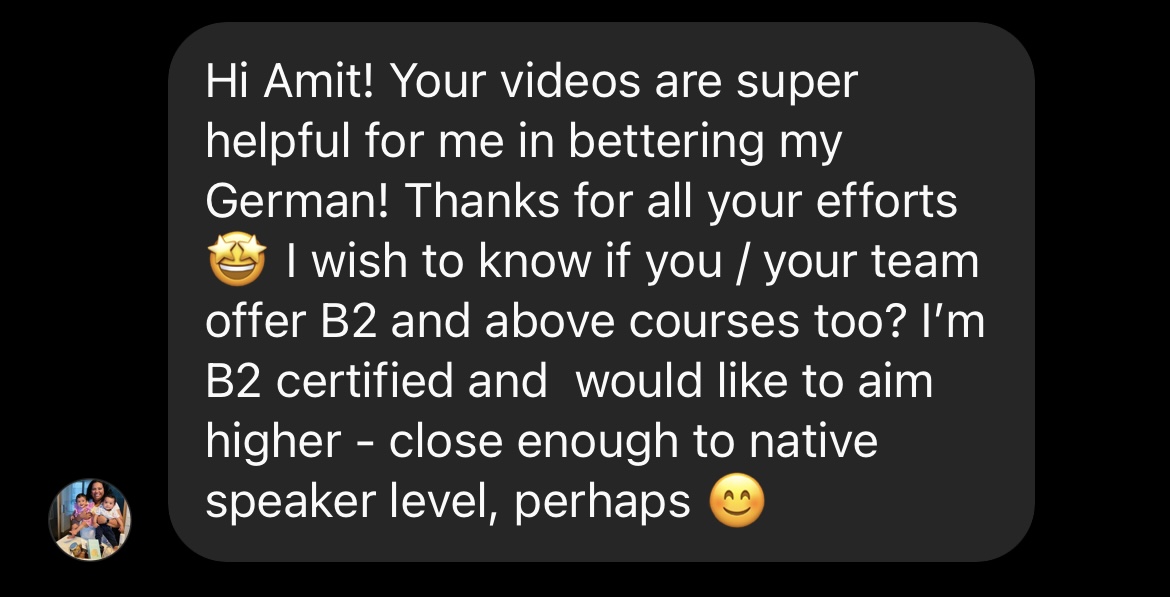 Hi Amit! Your videos are super
helpful for me in bettering my
German! Thanks for all your efforts
🤩 I wish to know if you / your team
offer B2 and above courses too? I’m
B2 certified and  would like to aim
higher - close enough to native
speaker level, perhaps 😊